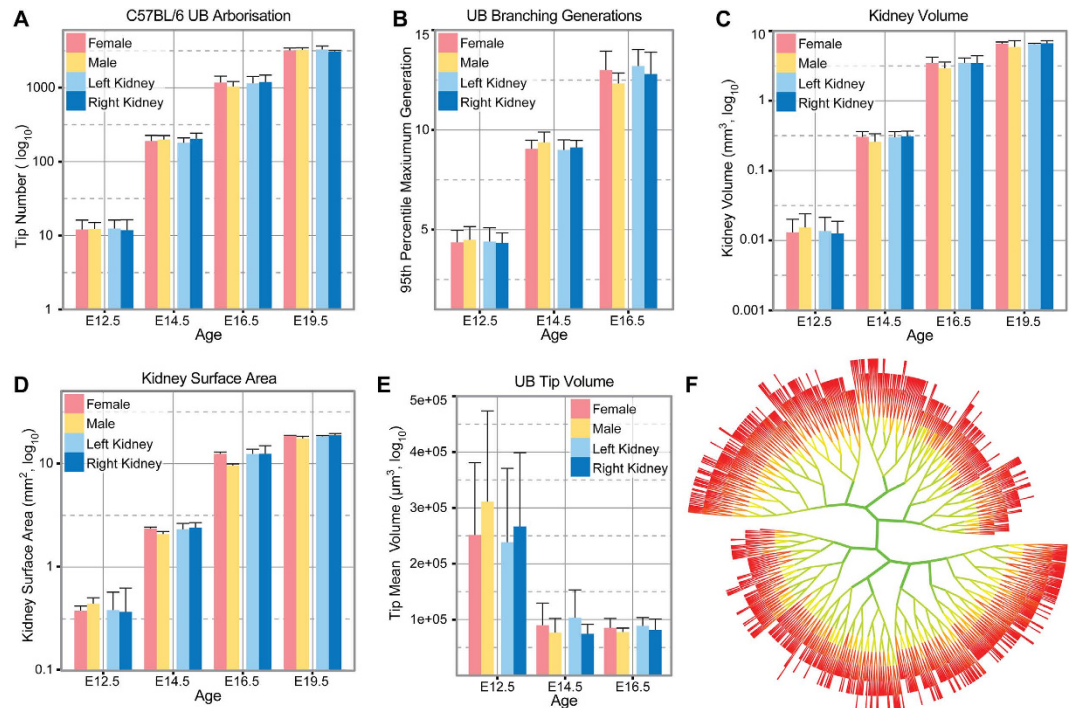 A
C57BL/6 UB Arborisation
Female
Male
Left Kidney
Right Kidney
1000
100
10
1
Tip Number ( log10)
E12.5 E14.5 E16.5 E19.5
Age
B
UB Branching Generations
Female
Male
Left Kidney
Right Kidney
15
10
5
95th Percentile Maxiumum Generation
E12.5 E14.5 E16.5
Age
C
Kidney Volume
Female
Male
Left Kidney
Right Kidney
10
1
0.1
0.01
0.001
Kidney Volume (mm3, log10)
E12.5 E14.5 E16.5 E19.5
Age
D
Kidney Surface Area
Female
Male
Left Kidney
Right Kidney
10
1
0.1
Kidney Surface Area (mm2, log10)
E12.5 E14.5 E16.5 E19.5
Age
E
UB Tip Volume
Female
Male
Left Kidney
Right Kidney
5e+05
4e+05
3e+05
2e+05
1e+05
Tip Mean Volume (µm3, log10)
E12.5 E14.5 E16.5
Age
F